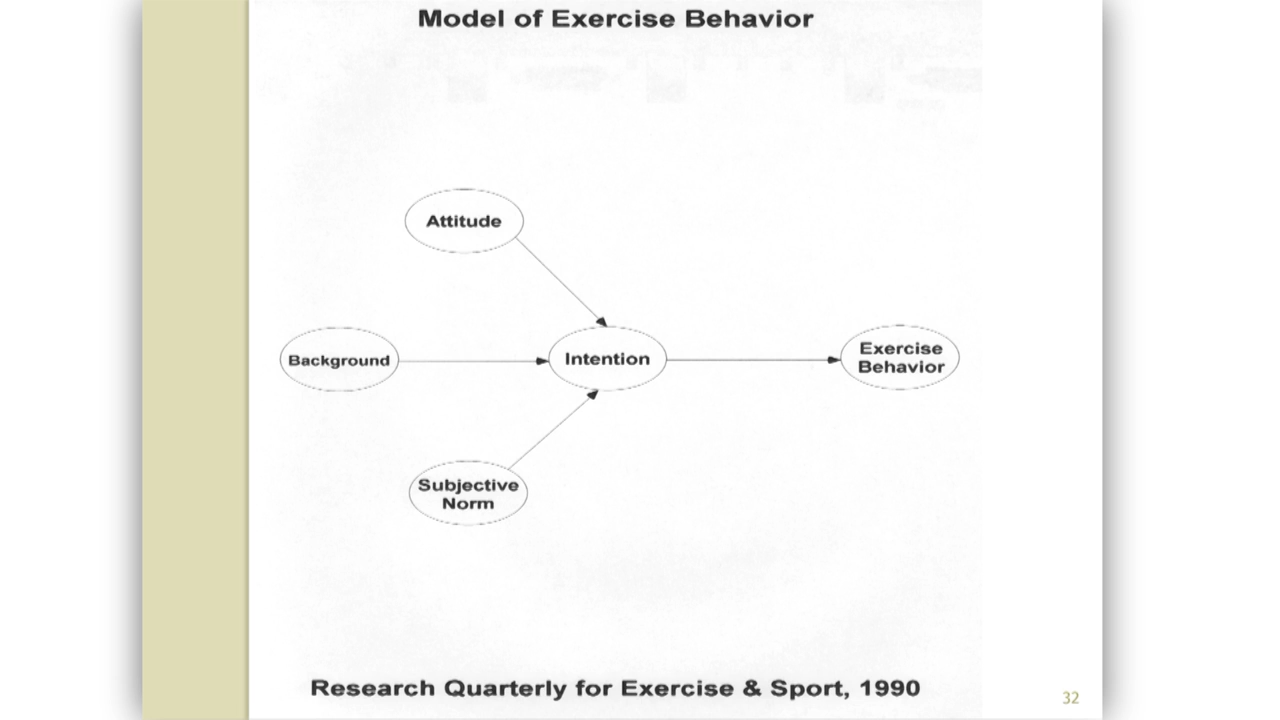 Model of Exercise Behavior
Attitude
Background
Intention
Exercise
Behavior
Subjective
Norm
Research Quarterly for Exercise & Sport, 1990
32